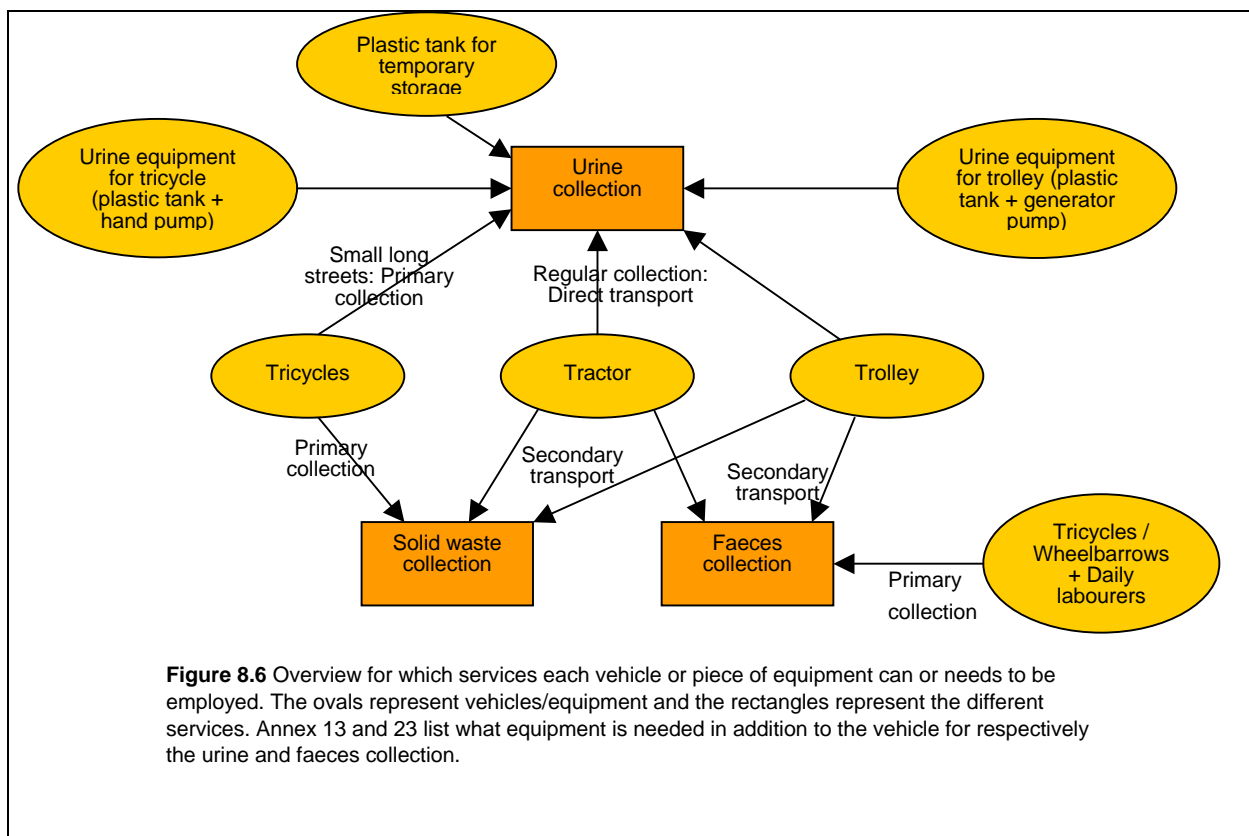 Plastic tank for
temporary
storage
Urine equipment
for tricycle
(plastic tank +
hand pump)
Urine
collection
Urine equipment
for trolley (plastic
tank + generator
pump)
Small long
streets: Primary
collection
Regular collection:
Direct transport
Tricycles
Tractor
Trolley
Primary
collection
Secondary
transport
Secondary
transport
Solid waste
collection
Faeces
collection
Primary
collection
Tricycles /
Wheelbarrows
+ Daily
labourers
Figure 8.6 Overview for which services each vehicle or piece of equipment can or needs to be
employed. The ovals represent vehicles/equipment and the rectangles represent the different
services. Annex 13 and 23 list what equipment is needed in addition to the vehicle for respectively
the urine and faeces collection.